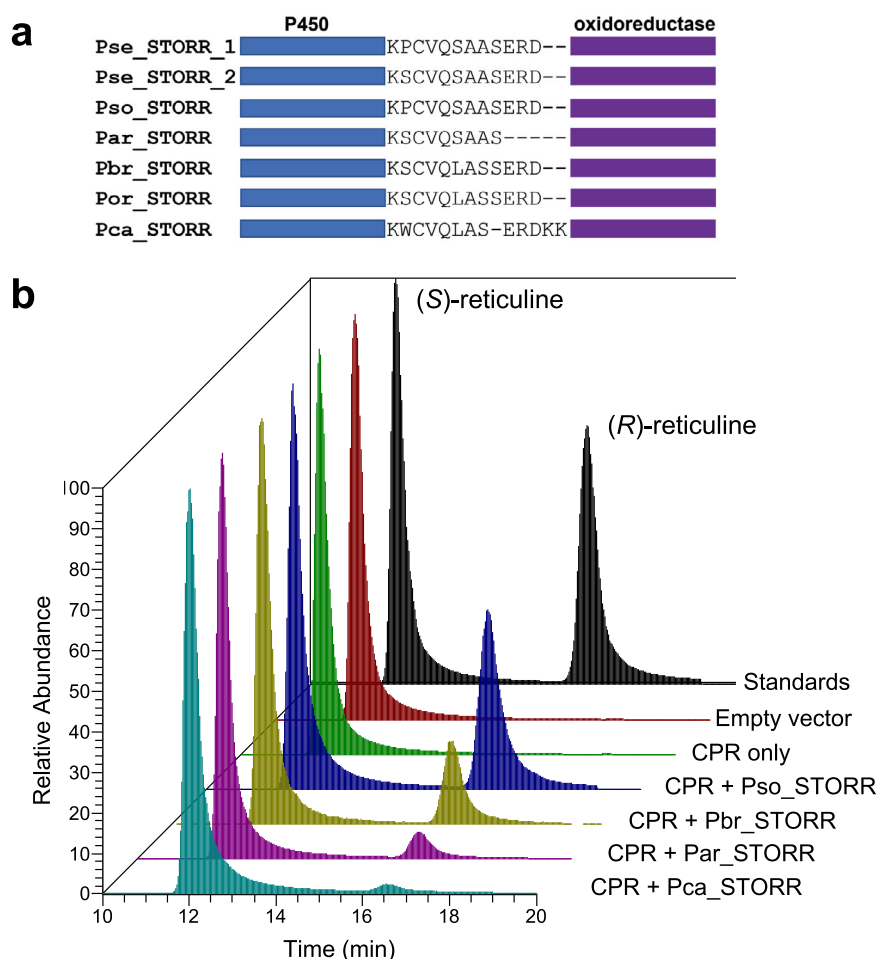 a
P450 oxidoreductase
Pse_STORR_1 KPCVQSAASERD--
Pse_STORR_2 KSCVQSAASERD--
Pso_STORR KPCVQSAASERD--
Par_STORR KSCVQSAAS-----
Pbr_STORR KSCVQLASSERD--
Por_STORR KSCVQLASSERD--
Pca_STORR KWCVQLAS-ERDKK
b
(S)-reticuline
(R)-reticuline
100
90
80
70
60
50
40
30
20
10
0
Relative Abundance
Standards
Empty vector
CPR only
CPR + Pso_STORR
CPR + Pbr_STORR
CPR + Par_STORR
CPR + Pca_STORR
10 12 14 16 18 20
Time (min)